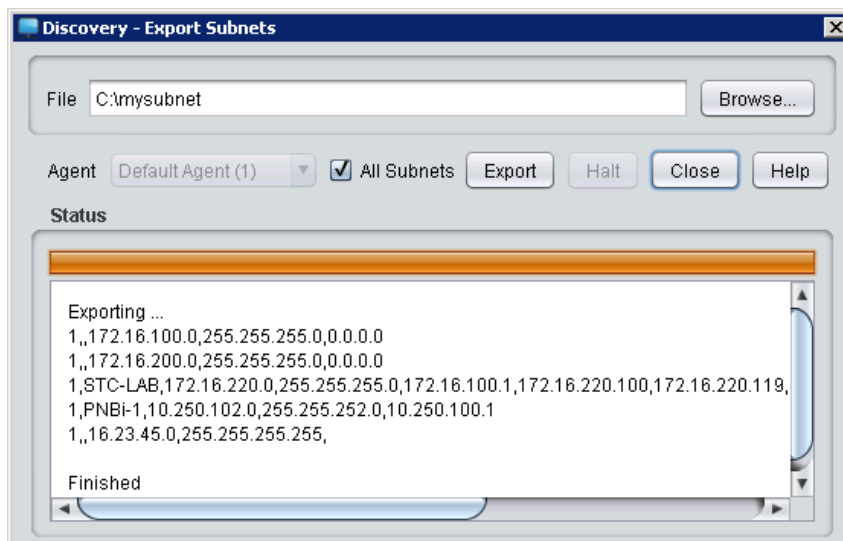 Discovery - Export Subnets
File C:\mysubnet Browse...
Agent Default Agent (1) All Subnets Export Halt Close Help
Status
Exporting ...
1,,172.16.100.0,255.255.255.0,0.0.0.0
1,,172.16.200.0,255.255.255.0,0.0.0.0
1,STC-LAB,172.16.220.0,255.255.255.0,172.16.100.1,172.16.220.100,172.16.220.119,
1,PNBi-1,10.250.102.0,255.255.252.0,10.250.100.1
1,,16.23.45.0,255.255.255.255,
Finished